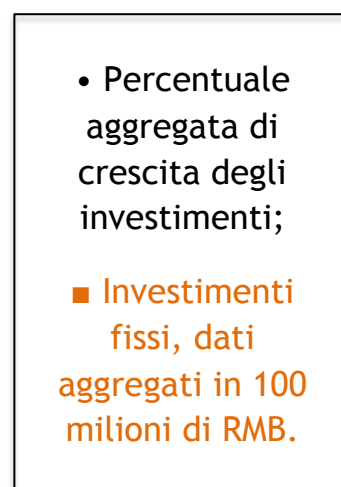 • Percentuale
aggregata di
crescita degli
investimenti;
■ Investimenti
fissi, dati
aggregati in 100
milioni di RMB.